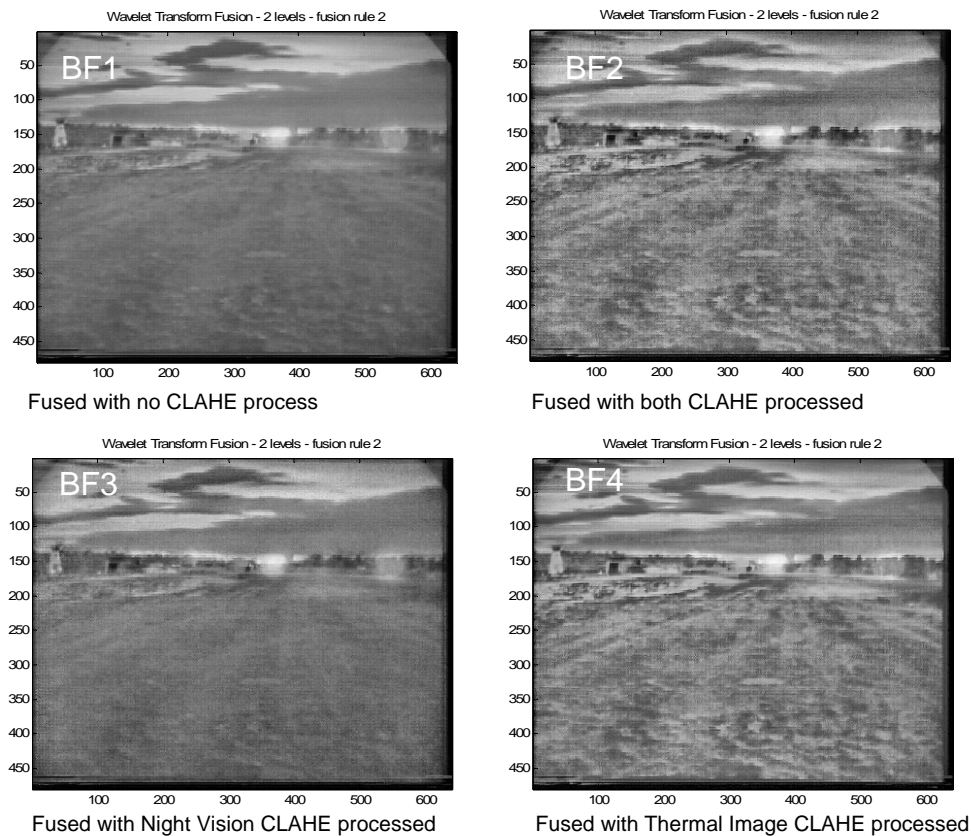 Wavelet Transform Fusion - 2 levels - fusion rule 2
BF1
50
100
150
200
250
300
350
400
450
100 200 300 400 500 600
Fused with no CLAHE process
Wavelet Transform Fusion - 2 levels - fusion rule 2
BF2
50
100
150
200
250
300
350
400
450
100 200 300 400 500 600
Fused with both CLAHE processed
Wavelet Transform Fusion - 2 levels - fusion rule 2
BF3
50
100
150
200
250
300
350
400
450
100 200 300 400 500 600
Fused with Night Vision CLAHE processed
Wavelet Transform Fusion - 2 levels - fusion rule 2
BF4
50
100
150
200
250
300
350
400
450
100 200 300 400 500 600
Fused with Thermal Image CLAHE processed